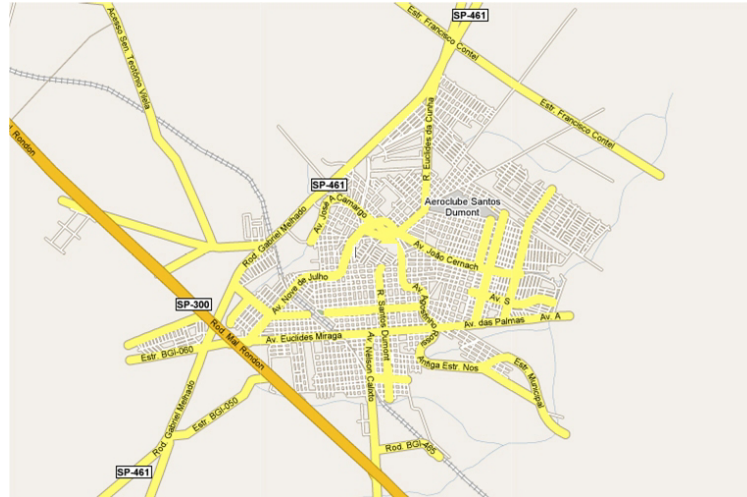 SP-461
Estr. Francisco Contel
Acesso Sen. Teotônio Vilela
Estr. Francisco Contel
R. Euclides da Cunha
l. Rondon
SP-461
Aeroclube Santos
Dumont
Av. José A.Camargo
Rod. Gabriel Melhado
Av. João Cernach
Av. Nove de Julho
Av. S
SP-300
R. Santos Dumont
Av. das Palmas
Av. A
Rod. Mal. Rondon
Av. Euclides Miraga
Estr. BGI-060
Antiga Estr. Nos
Estr. Municipal
Av. Nelson Calixto
Rod. Gabriel Melhado
Estr. BGI-050
Rod. BGI-465
SP-461